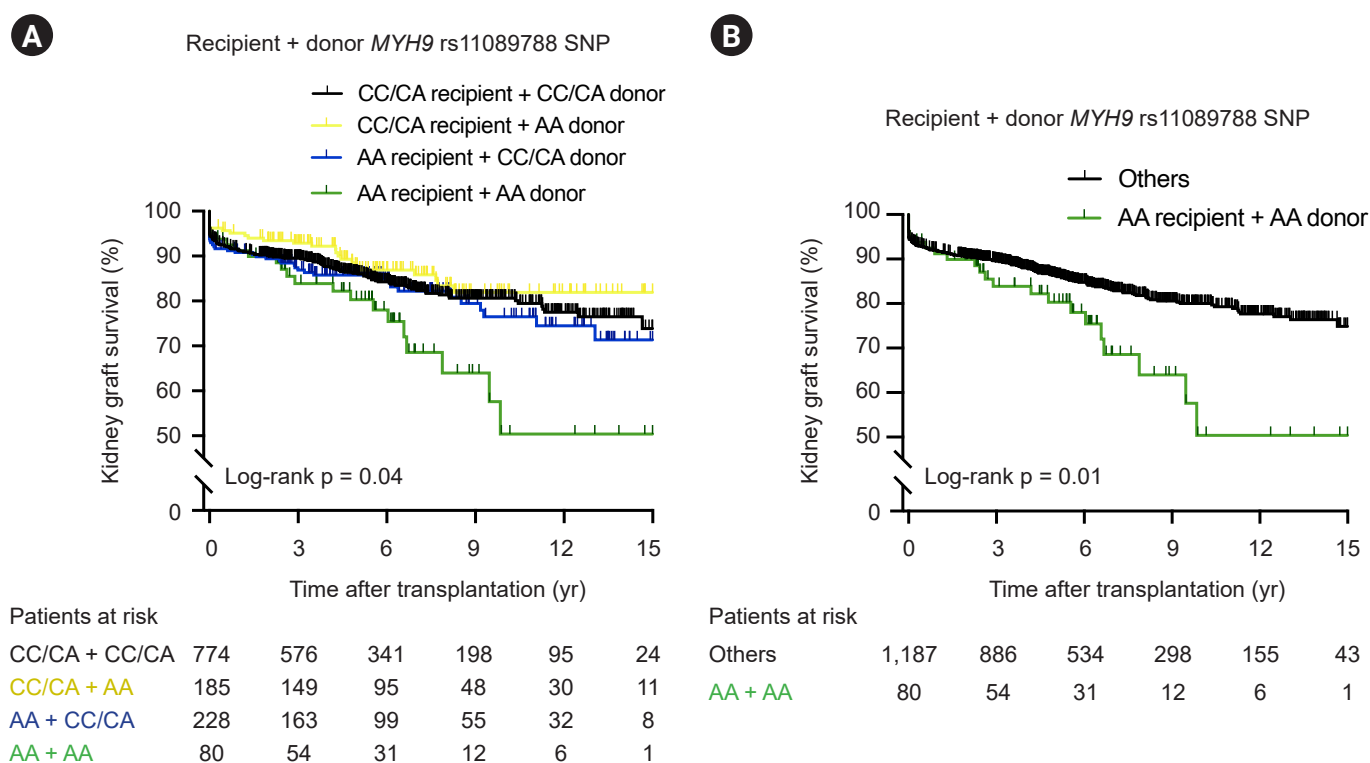 A
Recipient + donor MYH9 rs11089788 SNP
CC/CA recipient + CC/CA donor
CC/CA recipient + AA donor
AA recipient + CC/CA donor
AA recipient + AA donor
Kidney graft survival (%)
100
90
80
70
60
50
0
Log-rank p = 0.04
0 3 6 9 12 15
Time after transplantation (yr)
Patients at risk
CC/CA + CC/CA 774 576 341 198 95 24
CC/CA + AA 185 149 95 48 30 11
AA + CC/CA 228 163 99 55 32 8
AA + AA 80 54 31 12 6 1
B
Recipient + donor MYH9 rs11089788 SNP
Others
AA recipient + AA donor
Kidney graft survival (%)
100
90
80
70
60
50
0
Log-rank p = 0.01
0 3 6 9 12 15
Time after transplantation (yr)
Patients at risk
Others 1,187 886 534 298 155 43
AA + AA 80 54 31 12 6 1